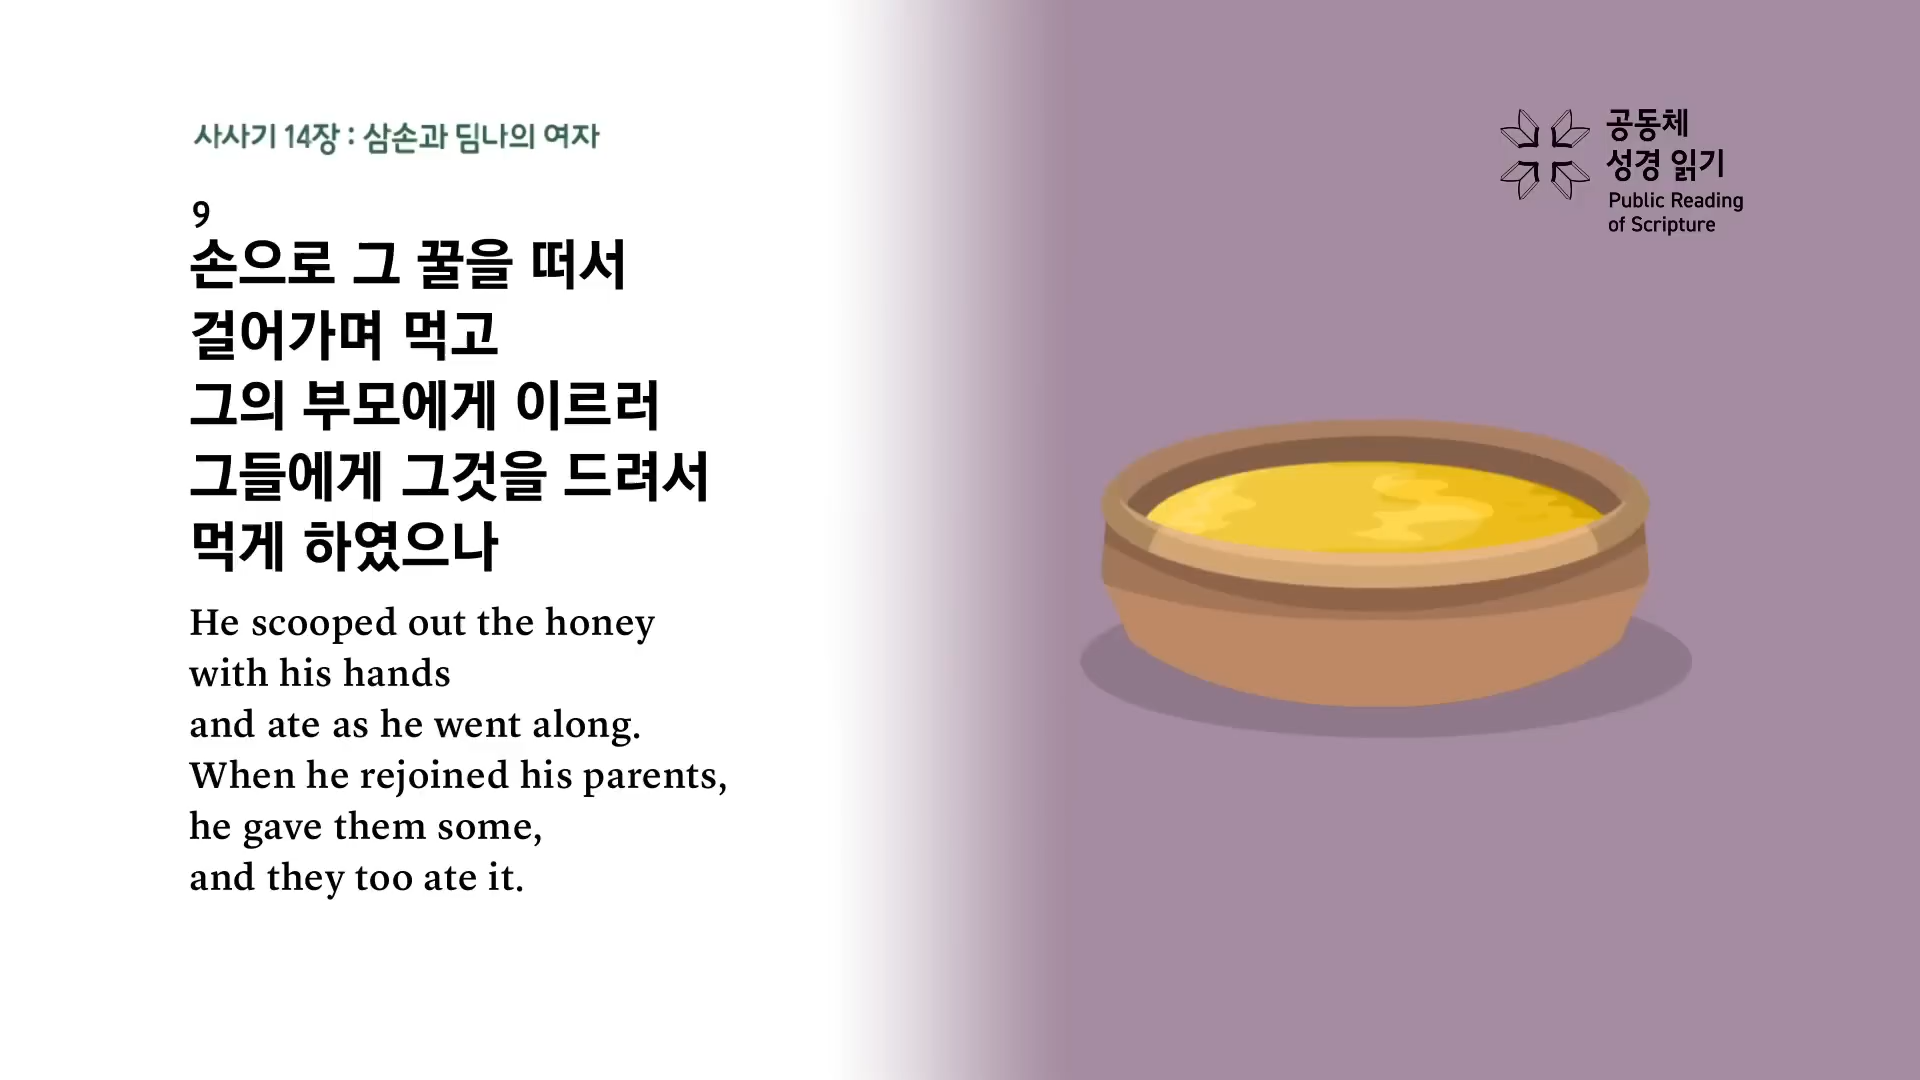 사사기 14장 : 삼손과 딤나의 여자
9
손으로 그 꿀을 떠서
걸어가며 먹고
그의 부모에게 이르러
그들에게 그것을 드려서
먹게 하였으나
He scooped out the honey
with his hands
and ate as he went along.
When he rejoined his parents,
he gave them some,
and they too ate it.
공동체
성경 읽기
Public Reading
of Scripture